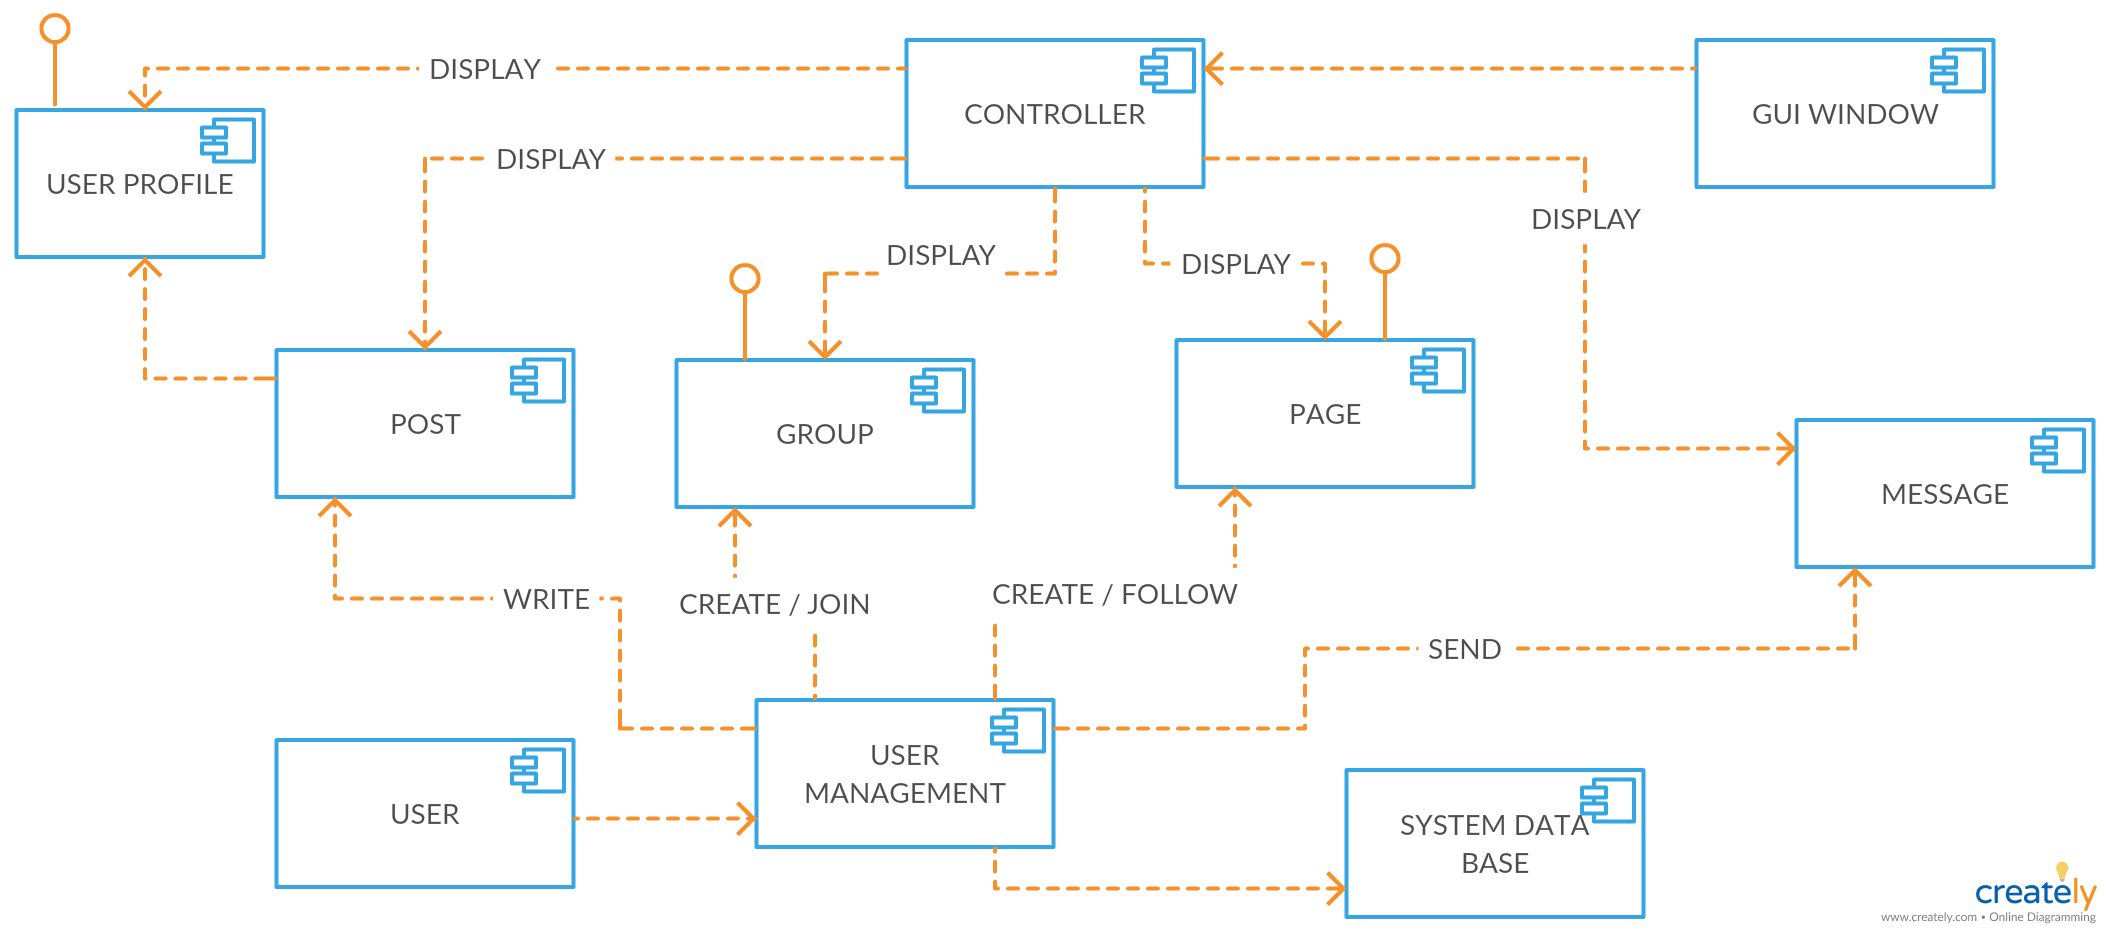 DISPLAY
CONTROLLER
GUI WINDOW
USER PROFILE
DISPLAY
DISPLAY
DISPLAY
DISPLAY
POST
GROUP
PAGE
MESSAGE
WRITE
CREATE / JOIN
CREATE / FOLLOW
SEND
USER
USER
MANAGEMENT
SYSTEM DATA
BASE
creately
www.creately.com • Online Diagramming